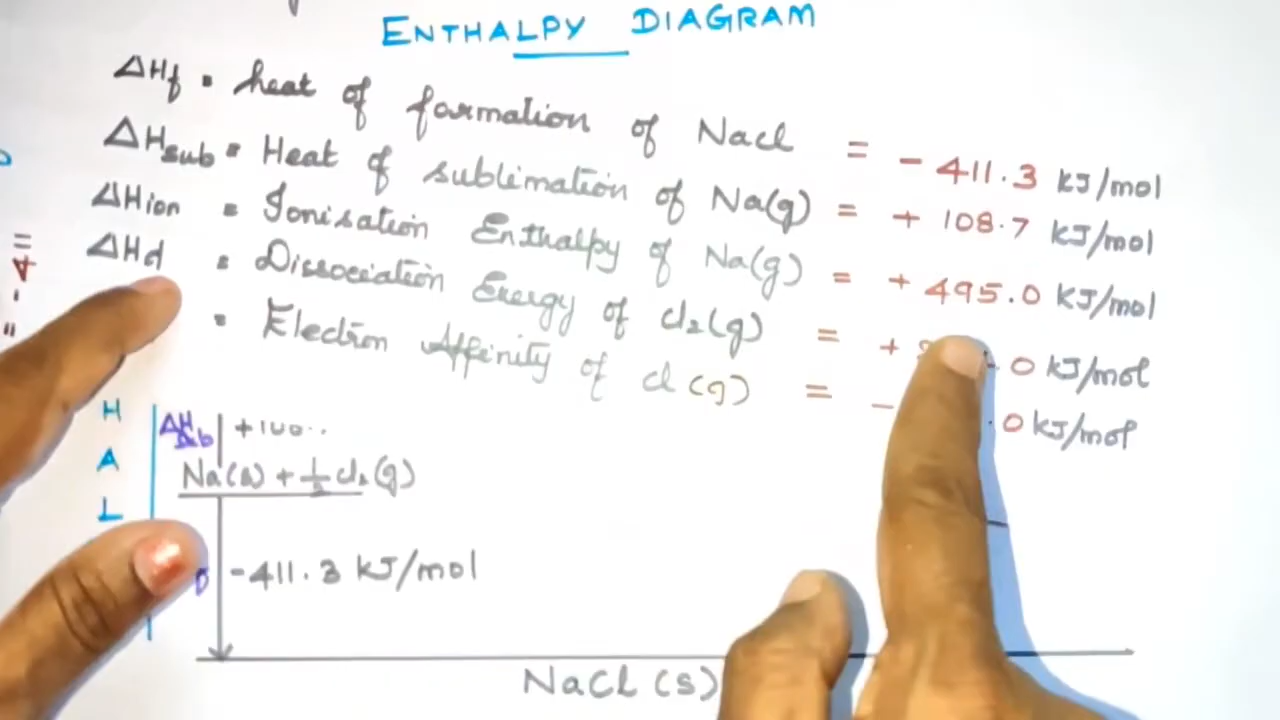 ENTHALPY DIAGRAM
ΔHf = heat of formation of Nacl = - 411.3 kJ/mol
ΔHsub = Heat of sublimation of Na(g) = + 108.7 kJ/mol
ΔHion = Ionisation Enthalpy of Na(g) = + 495.0 kJ/mol
ΔHd = Dissociation Energy of cl₂(g) = + 0 kJ/mol
= Electron Affinity of cl(g) = - .0 kJ/mol
H
A
L
ΔHsub +100..
Na(s) + ½ cl₂(g)
-411.3 kJ/mol
NaCl (s)